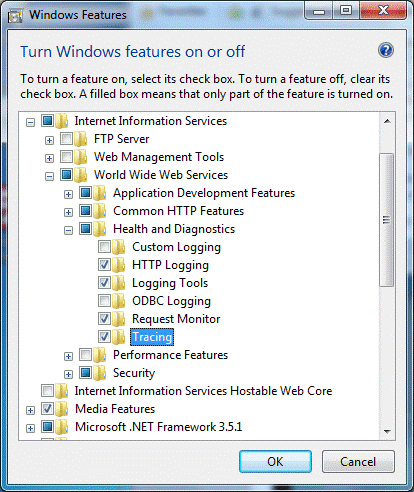 Windows Features
Turn Windows features on or off
To turn a feature on, select its check box. To turn a feature off, clear its
check box. A filled box means that only part of the feature is turned on.
Internet Information Services
FTP Server
Web Management Tools
World Wide Web Services
Application Development Features
Common HTTP Features
Health and Diagnostics
Custom Logging
HTTP Logging
Logging Tools
ODBC Logging
Request Monitor
Tracing
Performance Features
Security
Internet Information Services Hostable Web Core
Media Features
Microsoft .NET Framework 3.5.1
OK
Cancel